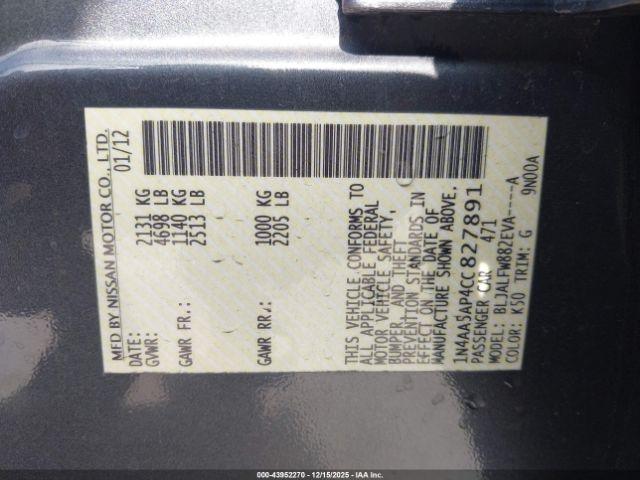 MFD BY NISSAN MOTOR CO., LTD.
DATE: 01/12
GVWR: 2131 KG
4698 LB
GAWR FR.: 1140 KG
2513 LB
GAWR RR.: 1000 KG
2205 LB
THIS VEHICLE CONFORMS TO
ALL APPLICABLE FEDERAL
MOTOR VEHICLE SAFETY,
BUMPER, AND THEFT
PREVENTION STANDARDS IN
EFFECT ON THE DATE OF
MANUFACTURE SHOWN ABOVE.
1N4AA5AP4CC827891
PASSENGER CAR 471
MODEL: BLJALFW882EVA----A
COLOR: K50 TRIM: G 9N00A
000-43952270 - 12/15/2025 - IAAI.COM